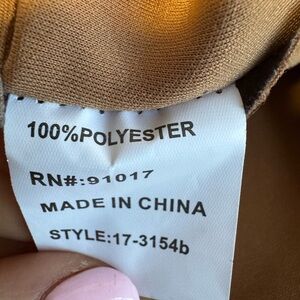 100%POLYESTER
RN#:91017
MADE IN CHINA
STYLE:17-3154b